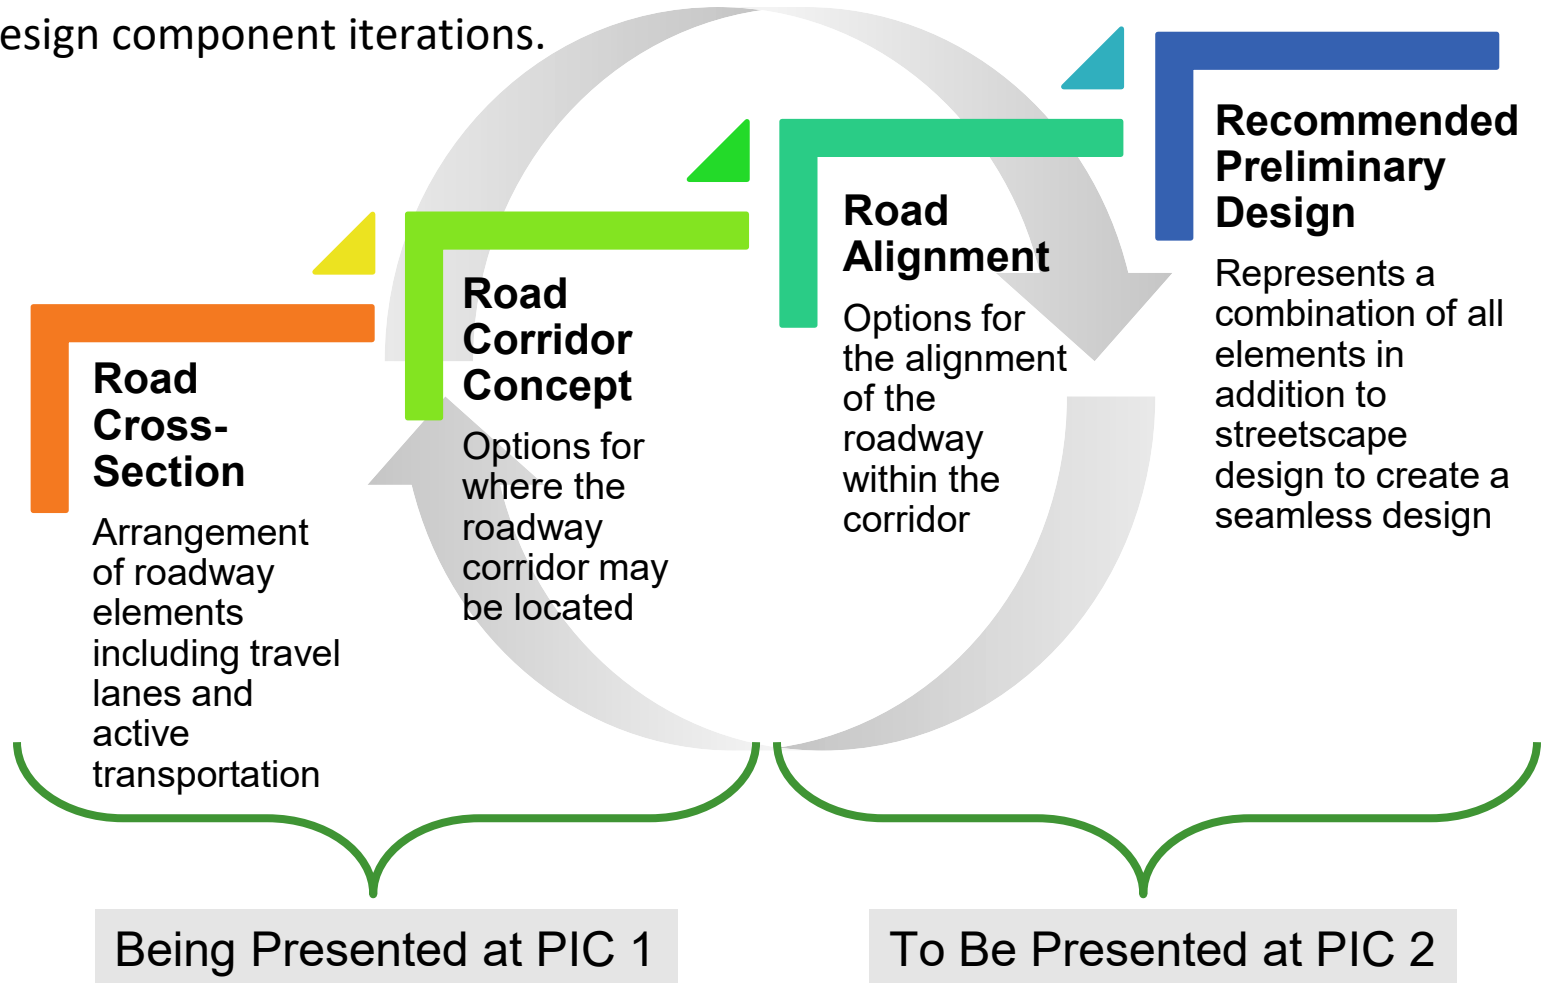 esign component iterations.
Road
Cross-
Section
Arrangement
of roadway
elements
including travel
lanes and
active
transportation
Road
Corridor
Concept
Options for
where the
roadway
corridor may
be located
Road
Alignment
Options for
the alignment
of the
roadway
within the
corridor
Recommended
Preliminary
Design
Represents a
combination of all
elements in
addition to
streetscape
design to create a
seamless design
Being Presented at PIC 1
To Be Presented at PIC 2